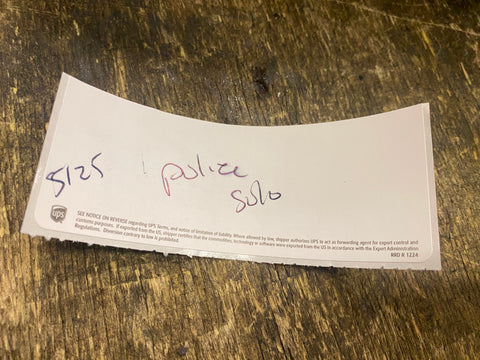 5125
police
solo
ups
SEE NOTICE ON REVERSE regarding UPS Terms, and notice of limitation of liability. Where allowed by law, shipper authorizes UPS to act as forwarding agent for export control and
customs purposes. If exported from the US, shipper certifies that the commodities, technology or software were exported from the US in accordance with the Export Administration
Regulations. Diversion contrary to law is prohibited.
RRD R 1224